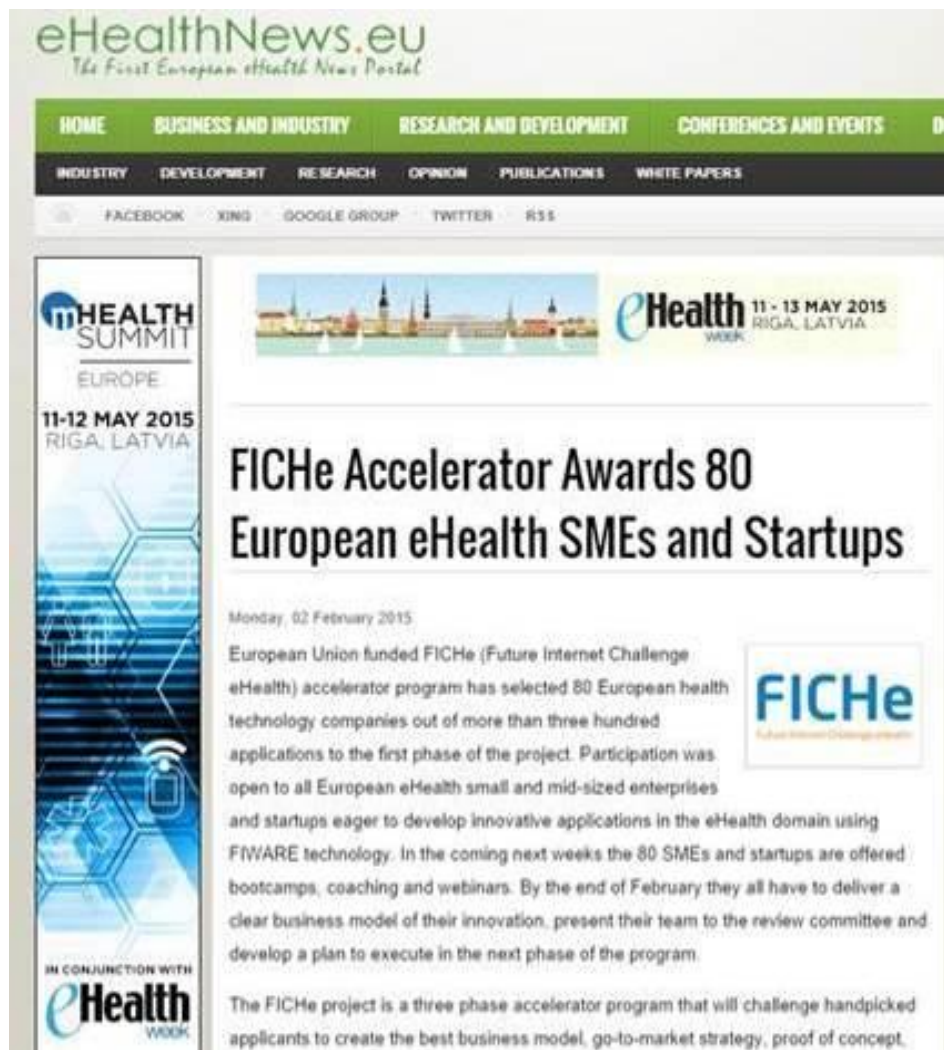 eHealthNews.eu
The First European eHealth News Portal
HOME BUSINESS AND INDUSTRY RESEARCH AND DEVELOPMENT CONFERENCES AND EVENTS D
INDUSTRY DEVELOPMENT RESEARCH OPINION PUBLICATIONS WHITE PAPERS
FACEBOOK XING GOOGLE GROUP TWITTER RSS
mHEALTH
SUMMIT
EUROPE
11-12 MAY 2015
RIGA, LATVIA
IN CONJUNCTION WITH
eHealth
WEEK
eHealth
WEEK
11 - 13 MAY 2015
RIGA, LATVIA
FICHe Accelerator Awards 80
European eHealth SMEs and Startups
Monday, 02 February 2015
FICHe
Future Internet Challenge eHealth
European Union funded FICHe (Future Internet Challenge
eHealth) accelerator program has selected 80 European health
technology companies out of more than three hundred
applications to the first phase of the project. Participation was
open to all European eHealth small and mid-sized enterprises
and startups eager to develop innovative applications in the eHealth domain using
FIWARE technology. In the coming next weeks the 80 SMEs and startups are offered
bootcamps, coaching and webinars. By the end of February they all have to deliver a
clear business model of their innovation, present their team to the review committee and
develop a plan to execute in the next phase of the program.
The FICHe project is a three phase accelerator program that will challenge handpicked
applicants to create the best business model, go-to-market strategy, proof of concept,